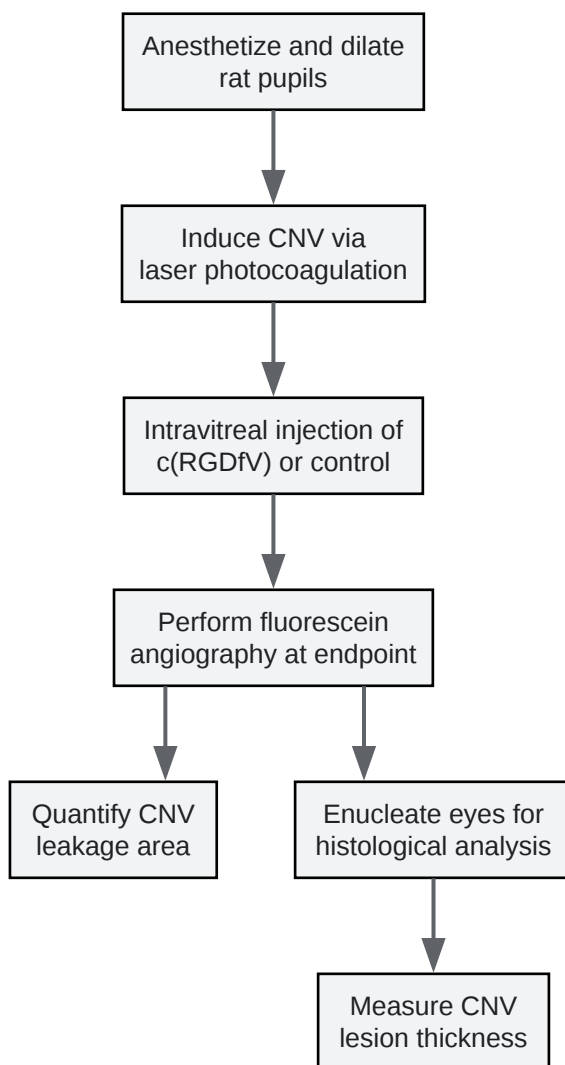 Anesthetize and dilate
rat pupils
Induce CNV via
laser photocoagulation
Intravitreal injection of
c(RGDfV) or control
Perform fluorescein
angiography at endpoint
Quantify CNV
leakage area
Enucleate eyes for
histological analysis
Measure CNV
lesion thickness